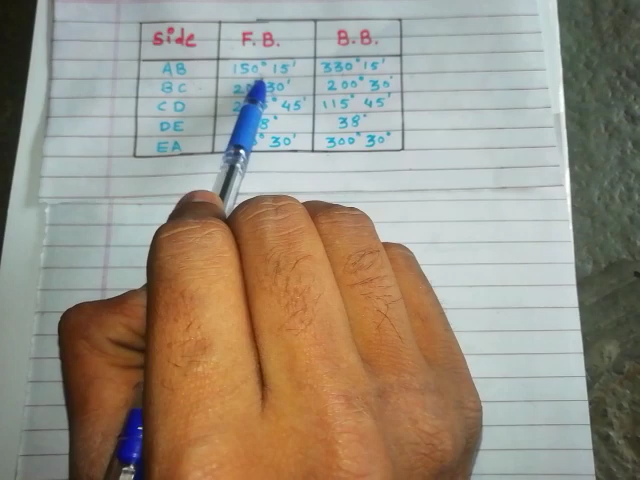 Side F.B. B.B.
AB 150° 15' 330° 15'
BC 30' 200° 30'
CD 45' 115° 45'
DE 38°
EA 30' 300° 30'